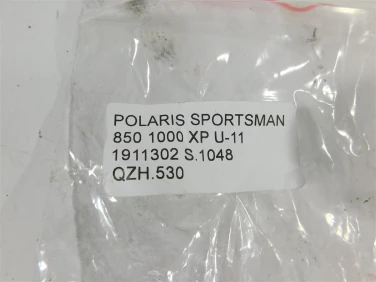 POLARIS SPORTSMAN
850 1000 XP U-11
1911302 S.1048
QZH.530